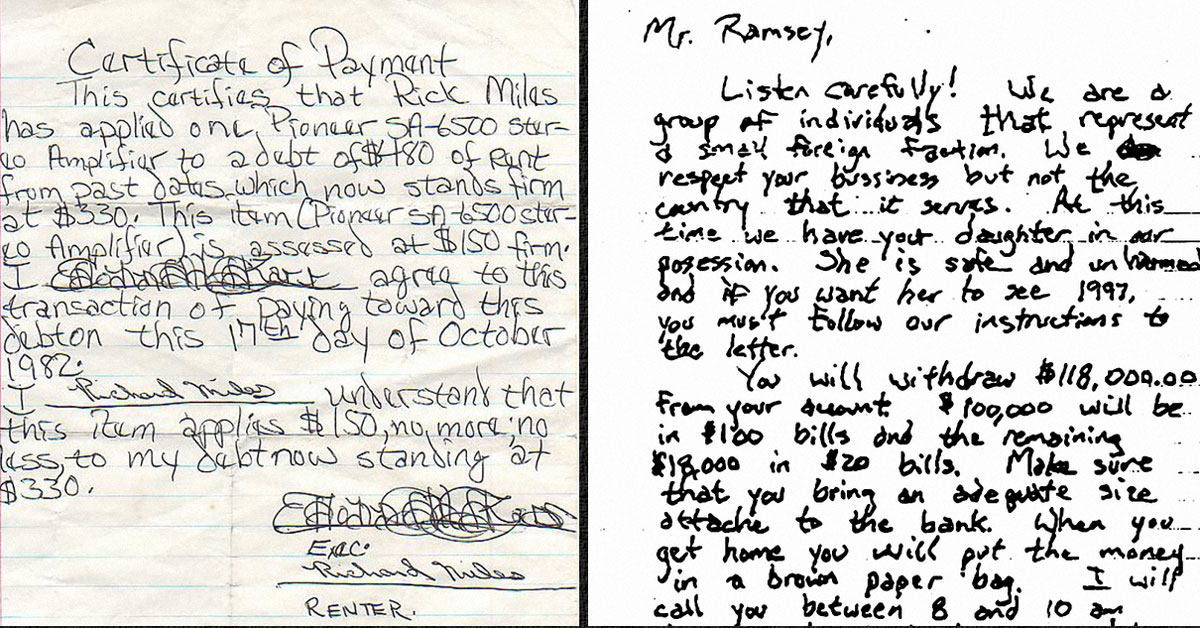 Certificate of Payment
This certifies that Rick Miles
has applied one, Pioneer SA-6500 ster-
eo Amplifier to a debt of $480 of rent
from past dates, which now stands firm
at $330. This item (Pioneer SA-6500 ster-
eo Amplifier) is assessed at $150 firm.
I agree to this
transaction of paying toward this
debt on this 17th day of October
1982.
I Richard Miles understand that
this item applies $150, no more, no
less, to my debt now standing at
$330.
Exec.
Richard Miles
RENTER.
Mr. Ramsey,
Listen carefully! We are a
group of individuals that represent
a small foreign faction. We
respect your bussiness but not the
country that it serves. At this
time we have your daughter in our
posession. She is safe and unharmed
and if you want her to see 1997,
you must follow our instructions to
the letter.
You will withdraw $118,000.00
from your account. $100,000 will be
in $100 bills and the remaining
$18,000 in $20 bills. Make sure
that you bring an adequate size
attache to the bank. When you
get home you will put the money
in a brown paper bag. I will
call you between 8 and 10 am